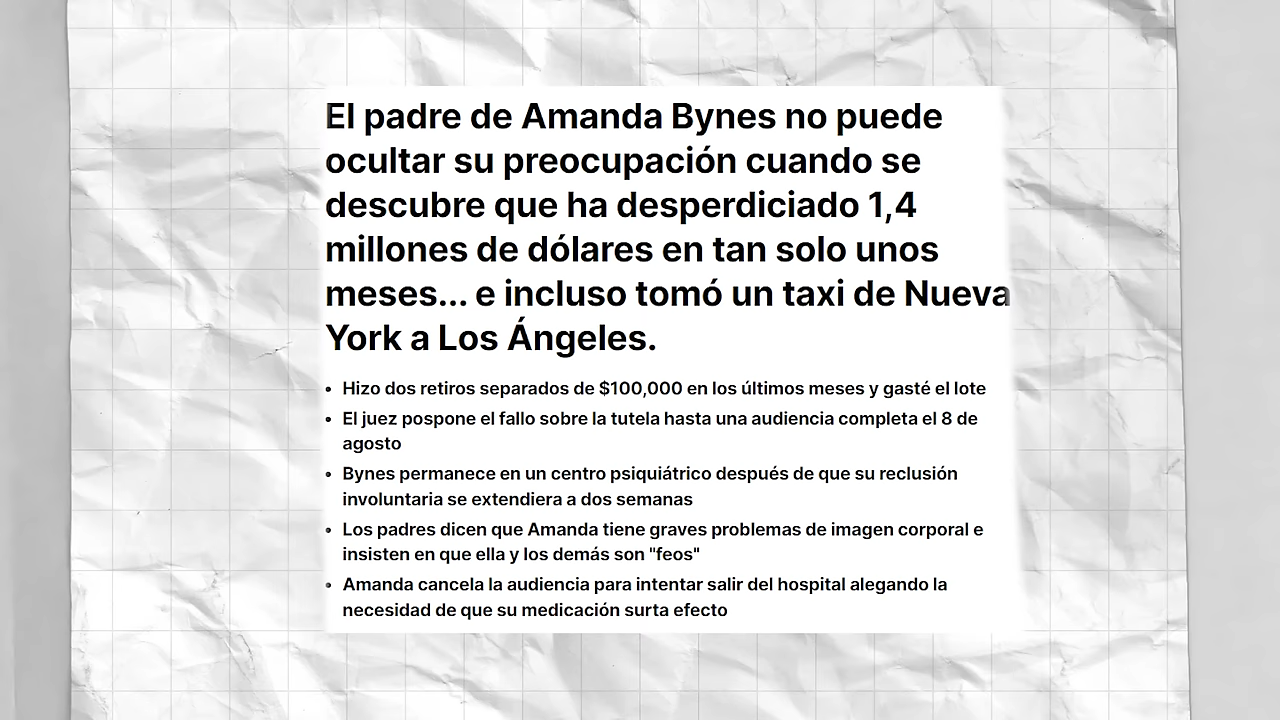 El padre de Amanda Bynes no puede
ocultar su preocupación cuando se
descubre que ha desperdiciado 1,4
millones de dólares en tan solo unos
meses... e incluso tomó un taxi de Nueva
York a Los Ángeles.
• Hizo dos retiros separados de $100,000 en los últimos meses y gasté el lote
• El juez pospone el fallo sobre la tutela hasta una audiencia completa el 8 de
agosto
• Bynes permanece en un centro psiquiátrico después de que su reclusión
involuntaria se extendiera a dos semanas
• Los padres dicen que Amanda tiene graves problemas de imagen corporal e
insisten en que ella y los demás son "feos"
• Amanda cancela la audiencia para intentar salir del hospital alegando la
necesidad de que su medicación surta efecto